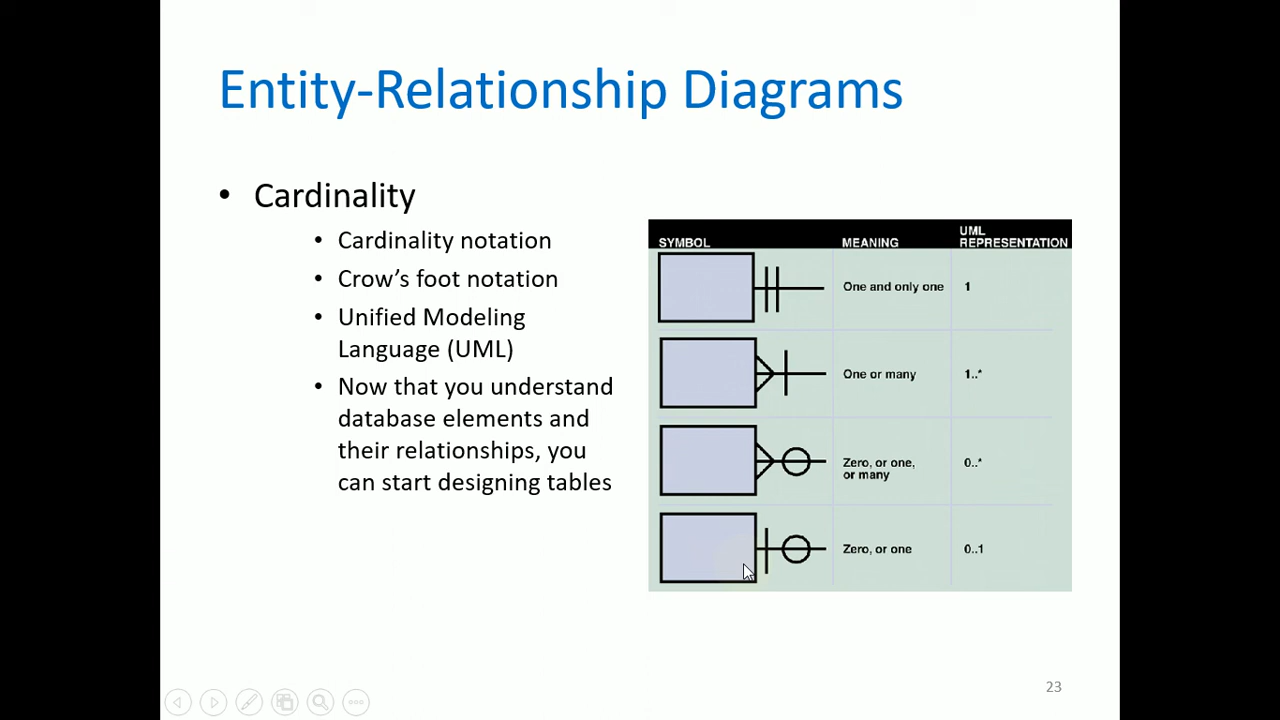 Entity-Relationship Diagrams
• Cardinality
• Cardinality notation
• Crow’s foot notation
• Unified Modeling
Language (UML)
• Now that you understand
database elements and
their relationships, you
can start designing tables
SYMBOL MEANING UML
REPRESENTATION
One and only one 1
One or many 1..*
Zero, or one,
or many 0..*
Zero, or one 0..1
23